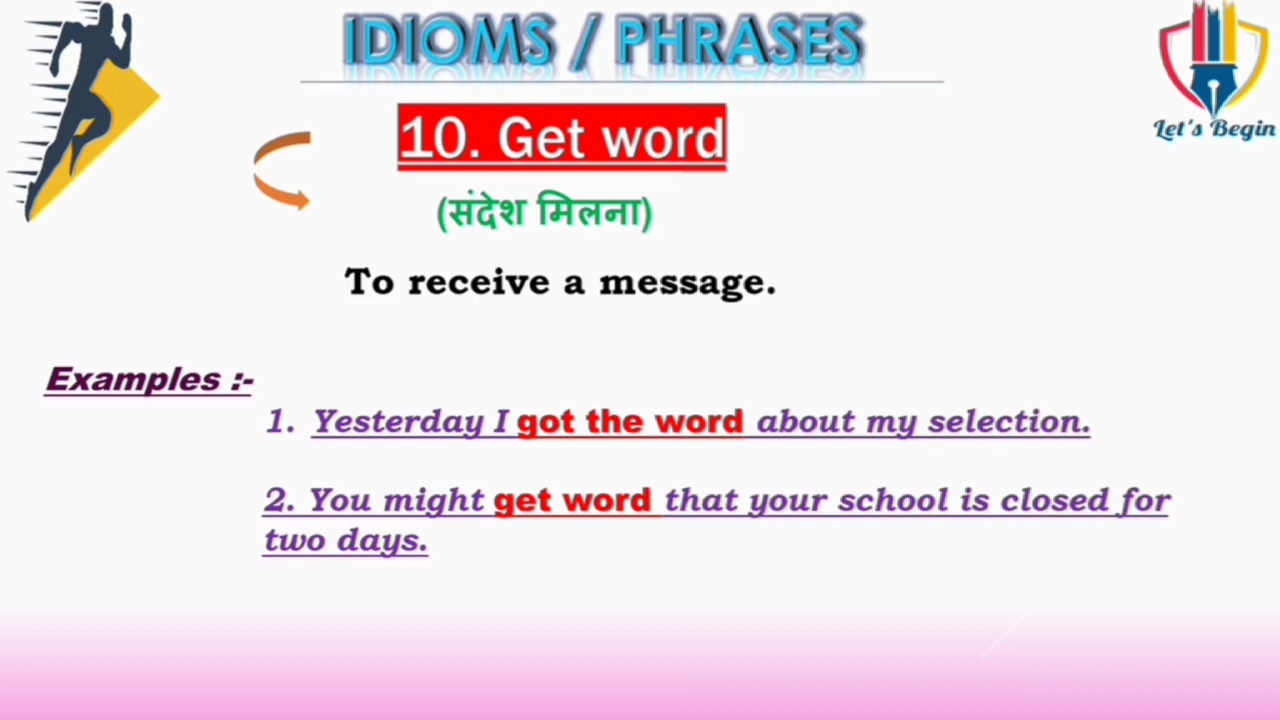 IDIOMS / PHRASES
Let's Begin
10. Get word
(संदेश मिलना)
To receive a message.
Examples :-
1. Yesterday I got the word about my selection.
2. You might get word that your school is closed for
two days.